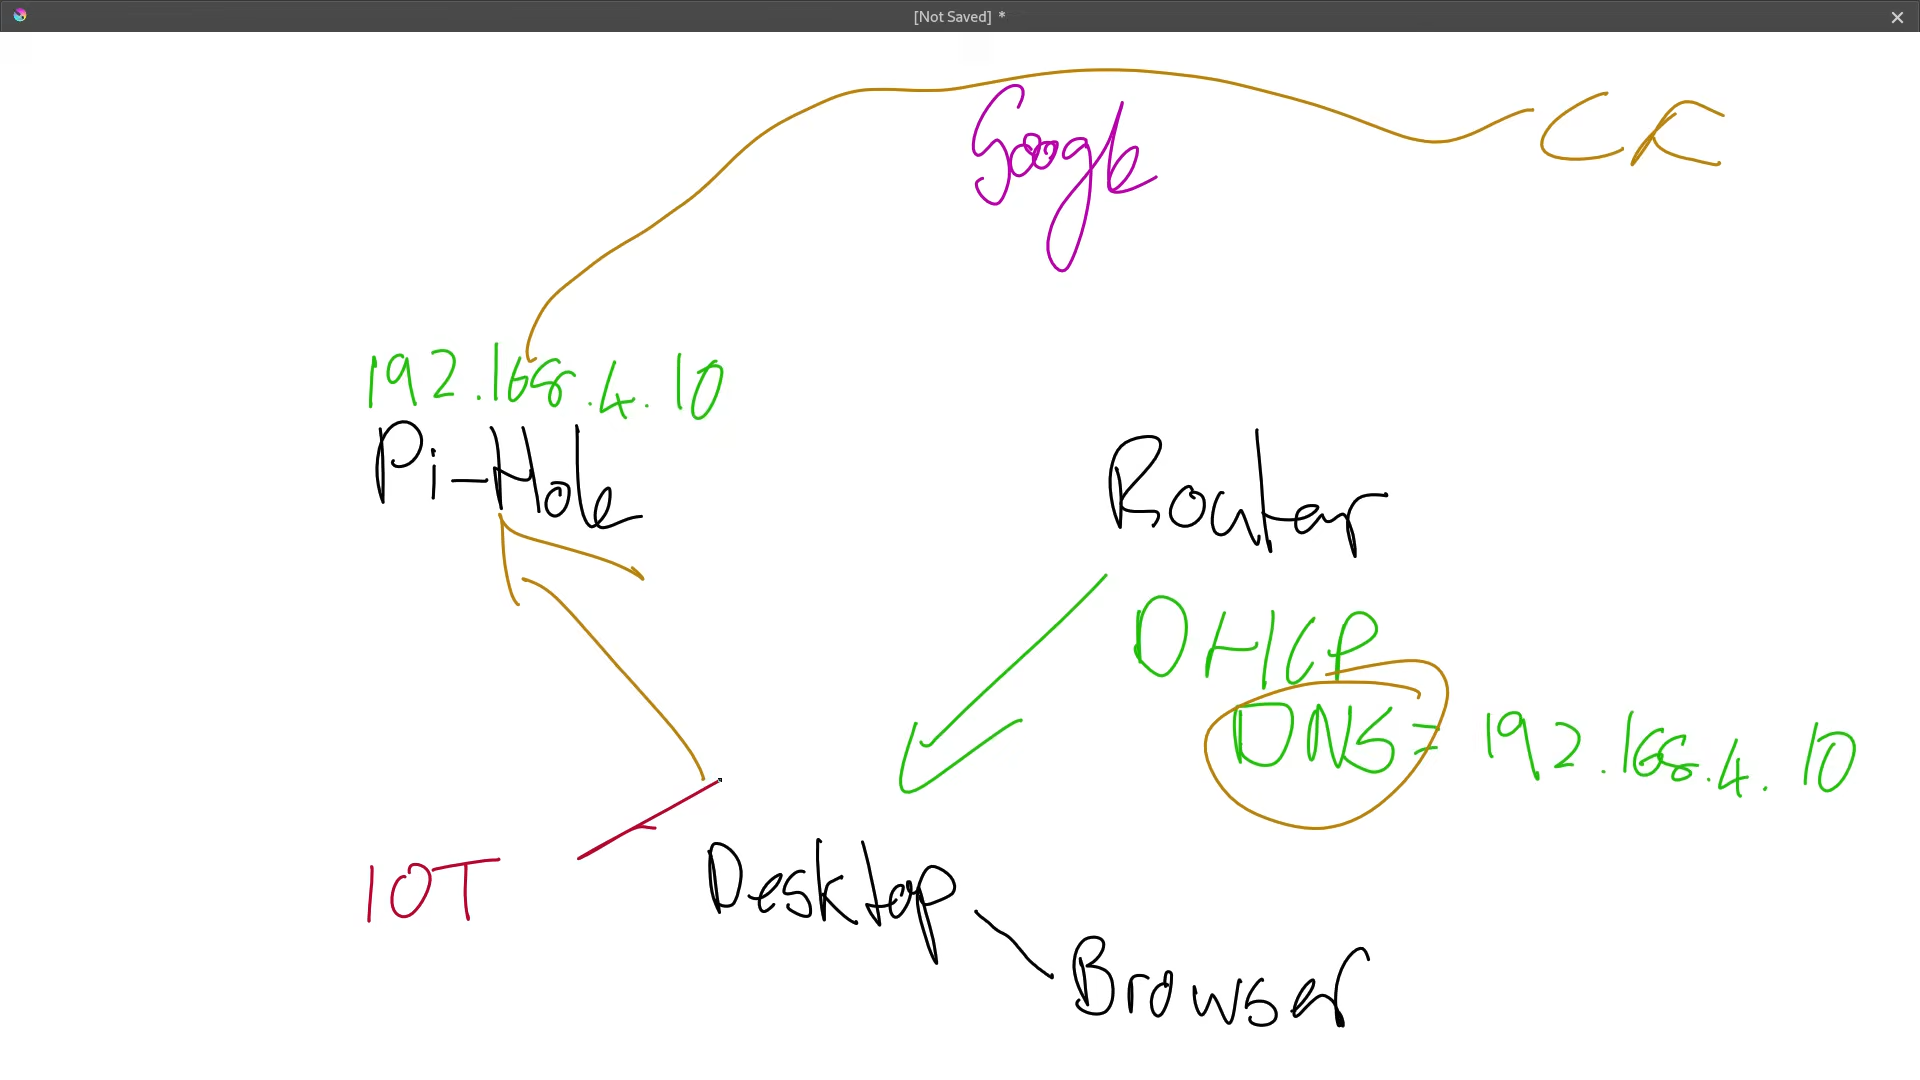 [Not Saved] *
Google
192.168.4.10
Pi-Hole
Router
DHCP
DNS = 192.168.4.10
IOT
Desktop
Browser